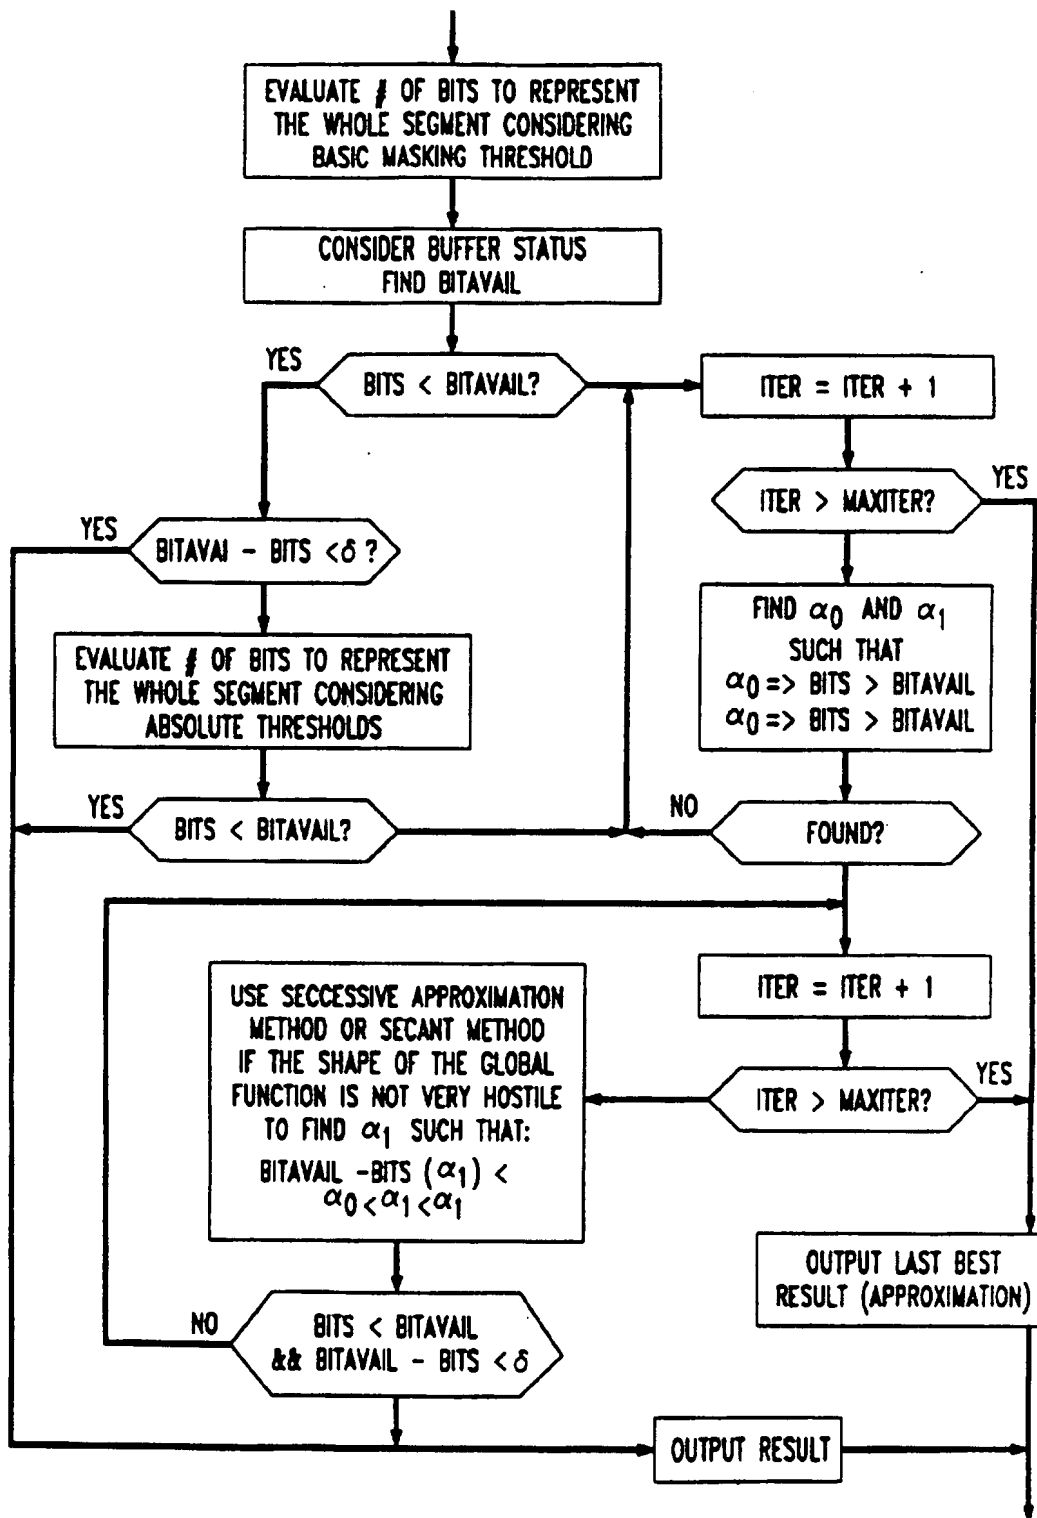 EVALUATE # OF BITS TO REPRESENT
THE WHOLE SEGMENT CONSIDERING
BASIC MASKING THRESHOLD
CONSIDER BUFFER STATUS
FIND BITAVAIL
YES
BITS < BITAVAIL?
ITER = ITER + 1
YES
ITER > MAXITER?
YES
BITAVAI - BITS < δ ?
FIND α0 AND α1
SUCH THAT
α0 => BITS > BITAVAIL
α0 => BITS > BITAVAIL
EVALUATE # OF BITS TO REPRESENT
THE WHOLE SEGMENT CONSIDERING
ABSOLUTE THRESHOLDS
YES
BITS < BITAVAIL?
NO
FOUND?
ITER = ITER + 1
USE SECCESSIVE APPROXIMATION
METHOD OR SECANT METHOD
IF THE SHAPE OF THE GLOBAL
FUNCTION IS NOT VERY HOSTILE
TO FIND α1 SUCH THAT:
BITAVAIL -BITS (α1) <
α0 < α1 < α1
ITER > MAXITER?
YES
OUTPUT LAST BEST
RESULT (APPROXIMATION)
NO
BITS < BITAVAIL
&& BITAVAIL - BITS < δ
OUTPUT RESULT